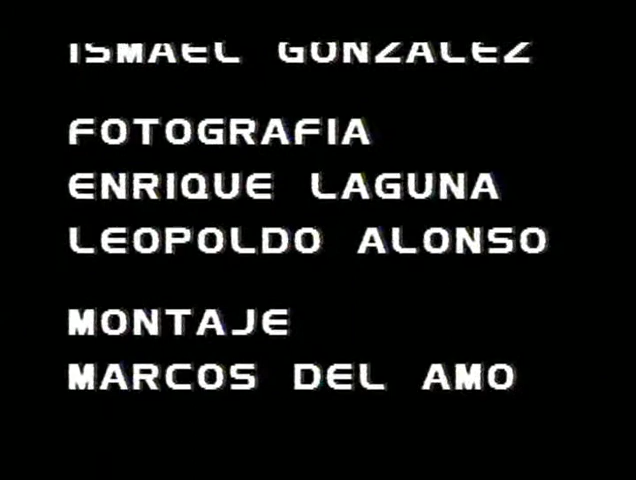 ISMAEL GONZALEZ
FOTOGRAFIA
ENRIQUE LAGUNA
LEOPOLDO ALONSO
MONTAJE
MARCOS DEL AMO